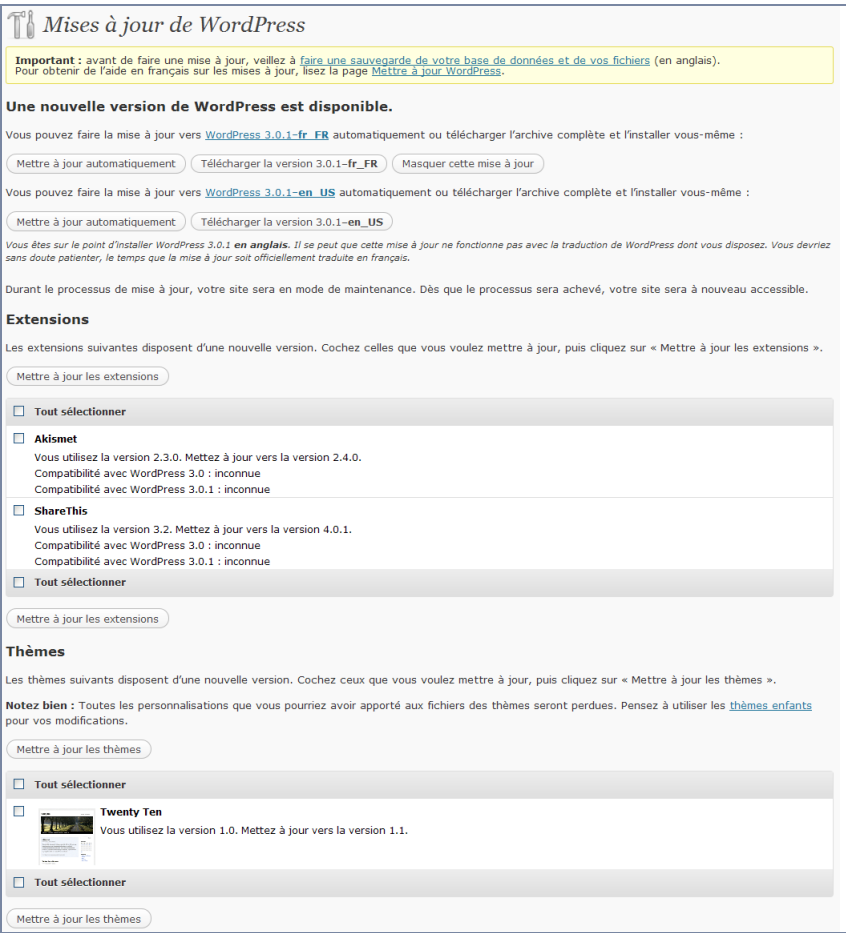 Mises à jour de WordPress
Important : avant de faire une mise à jour, veillez à faire une sauvegarde de votre base de données et de vos fichiers (en anglais).
Pour obtenir de l’aide en français sur les mises à jour, lisez la page Mettre à jour WordPress.
Une nouvelle version de WordPress est disponible.
Vous pouvez faire la mise à jour vers WordPress 3.0.1–fr_FR automatiquement ou télécharger l’archive complète et l’installer vous-même :
Mettre à jour automatiquement Télécharger la version 3.0.1–fr_FR Masquer cette mise à jour
Vous pouvez faire la mise à jour vers WordPress 3.0.1–en_US automatiquement ou télécharger l’archive complète et l’installer vous-même :
Mettre à jour automatiquement Télécharger la version 3.0.1–en_US
Vous êtes sur le point d’installer WordPress 3.0.1 en anglais. Il se peut que cette mise à jour ne fonctionne pas avec la traduction de WordPress dont vous disposez. Vous devriez
sans doute patienter, le temps que la mise à jour soit officiellement traduite en français.
Durant le processus de mise à jour, votre site sera en mode de maintenance. Dès que le processus sera achevé, votre site sera à nouveau accessible.
Extensions
Les extensions suivantes disposent d’une nouvelle version. Cochez celles que vous voulez mettre à jour, puis cliquez sur « Mettre à jour les extensions ».
Mettre à jour les extensions
Tout sélectionner
Akismet
Vous utilisez la version 2.3.0. Mettez à jour vers la version 2.4.0.
Compatibilité avec WordPress 3.0 : inconnue
Compatibilité avec WordPress 3.0.1 : inconnue
ShareThis
Vous utilisez la version 3.2. Mettez à jour vers la version 4.0.1.
Compatibilité avec WordPress 3.0 : inconnue
Compatibilité avec WordPress 3.0.1 : inconnue
Tout sélectionner
Mettre à jour les extensions
Thèmes
Les thèmes suivants disposent d’une nouvelle version. Cochez ceux que vous voulez mettre à jour, puis cliquez sur « Mettre à jour les thèmes ».
Notez bien : Toutes les personnalisations que vous pourriez avoir apporté aux fichiers des thèmes seront perdues. Pensez à utiliser les thèmes enfants
pour vos modifications.
Mettre à jour les thèmes
Tout sélectionner
Twenty Ten
Vous utilisez la version 1.0. Mettez à jour vers la version 1.1.
Tout sélectionner
Mettre à jour les thèmes